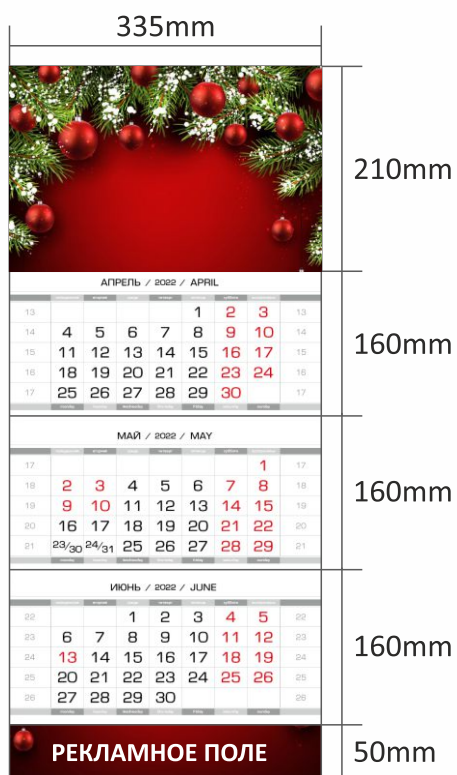 335mm
210mm
АПРЕЛЬ / 2022 / APRIL
13 1 2 3 13
14 4 5 6 7 8 9 10 14
15 11 12 13 14 15 16 17 15
16 18 19 20 21 22 23 24 16
17 25 26 27 28 29 30 17
160mm
МАЙ / 2022 / MAY
17 1 17
18 2 3 4 5 6 7 8 18
19 9 10 11 12 13 14 15 19
20 16 17 18 19 20 21 22 20
21 23/30 24/31 25 26 27 28 29 21
160mm
ИЮНЬ / 2022 / JUNE
22 1 2 3 4 5 22
23 6 7 8 9 10 11 12 23
24 13 14 15 16 17 18 19 24
25 20 21 22 23 24 25 26 25
26 27 28 29 30 26
160mm
РЕКЛАМНОЕ ПОЛЕ
50mm